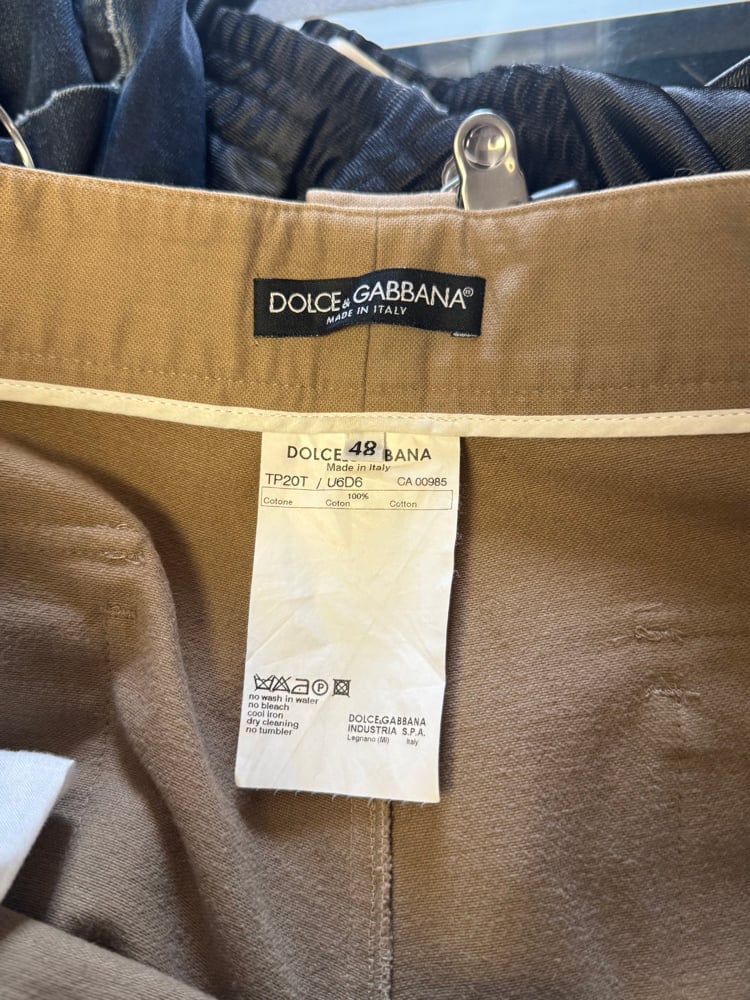 DOLCE&GABBANA®
MADE IN ITALY
DOLCE 48 BANA
Made in Italy
TP20T / U6D6 CA 00985
100%
Cotone Coton Cotton
no wash in water
no bleach
cool iron
dry cleaning
no tumbler
DOLCE&GABBANA
INDUSTRIA S.P.A.
Legnano (MI) Italy